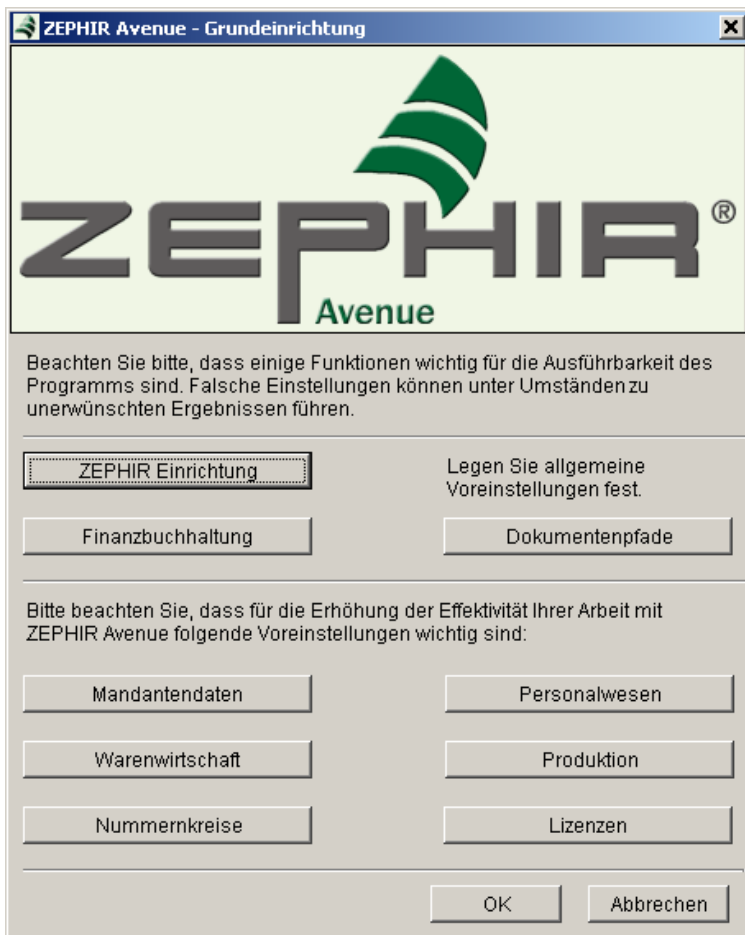 ZEPHIR Avenue - Grundeinrichtung
ZEPHIR®
Avenue
Beachten Sie bitte, dass einige Funktionen wichtig für die Ausführbarkeit des
Programms sind. Falsche Einstellungen können unter Umständen zu
unerwünschten Ergebnissen führen.
ZEPHIR Einrichtung
Legen Sie allgemeine
Voreinstellungen fest.
Finanzbuchhaltung
Dokumentenpfade
Bitte beachten Sie, dass für die Erhöhung der Effektivität Ihrer Arbeit mit
ZEPHIR Avenue folgende Voreinstellungen wichtig sind:
Mandantendaten
Personalwesen
Warenwirtschaft
Produktion
Nummernkreise
Lizenzen
OK
Abbrechen